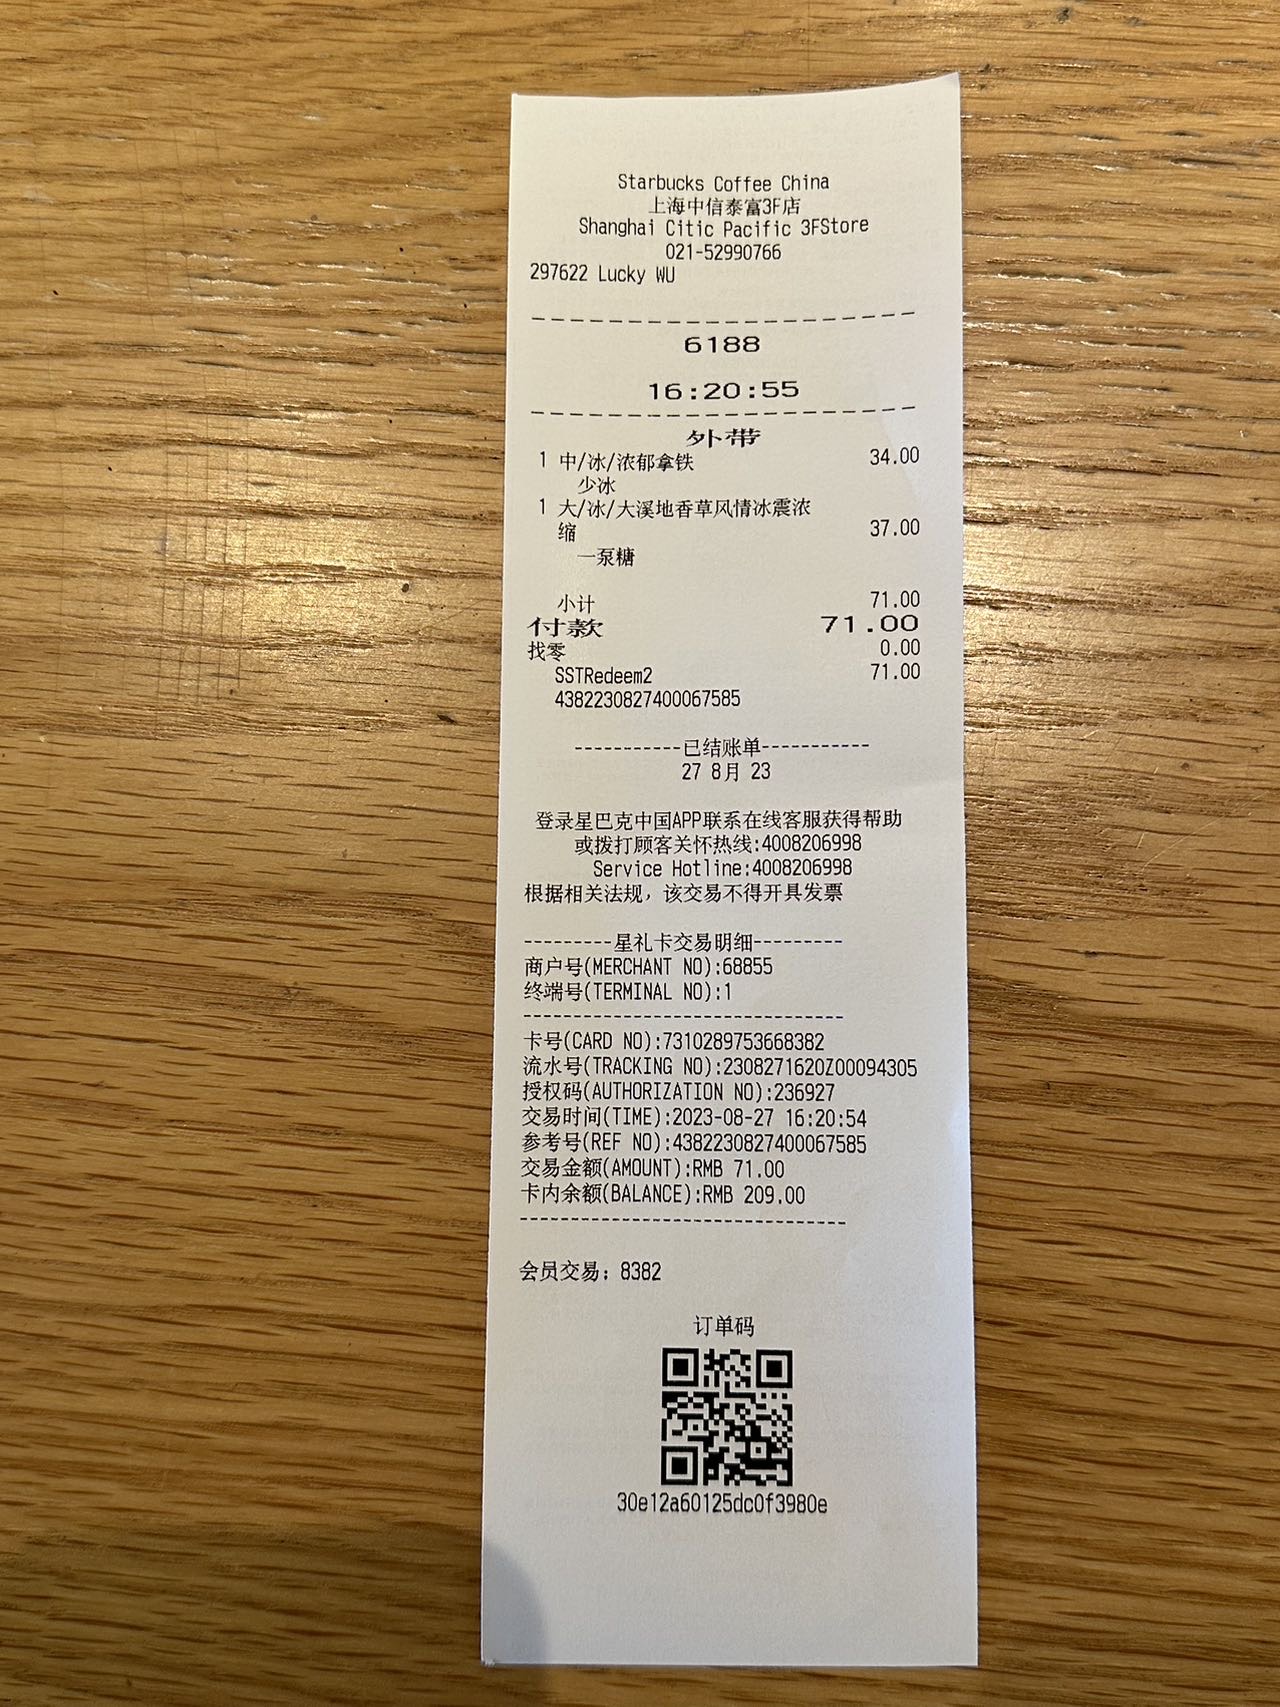 Starbucks Coffee China
上海中信泰富3F店
Shanghai Citic Pacific 3FStore
021-52990766
297622 Lucky WU
6188
16:20:55
外带
1 中/冰/浓郁拿铁 34.00
少冰
1 大/冰/大溪地香草风情冰震浓
缩 37.00
一泵糖
小计 71.00
付款 71.00
找零 0.00
SSTRedeem2 71.00
4382230827400067585
-----------已结账单-----------
27 8月 23
登录星巴克中国APP联系在线客服获得帮助
或拨打顾客关怀热线:4008206998
Service Hotline:4008206998
根据相关法规，该交易不得开具发票
---------星礼卡交易明细---------
商户号(MERCHANT NO):68855
终端号(TERMINAL NO):1
卡号(CARD NO):7310289753668382
流水号(TRACKING NO):2308271620Z00094305
授权码(AUTHORIZATION NO):236927
交易时间(TIME):2023-08-27 16:20:54
参考号(REF NO):4382230827400067585
交易金额(AMOUNT):RMB 71.00
卡内余额(BALANCE):RMB 209.00
会员交易：8382
订单码
30e12a60125dc0f3980e